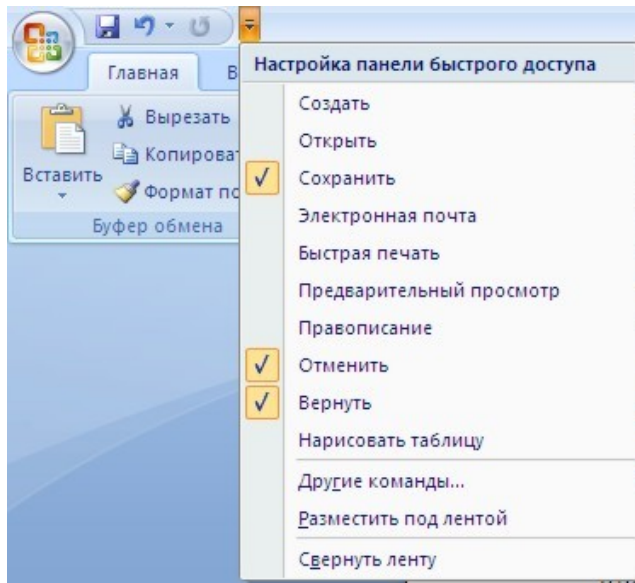 Главная
Настройка панели быстрого доступа
Создать
Вырезать
Открыть
Вставить
Сохранить
Электронная почта
Буфер обмена
Быстрая печать
Предварительный просмотр
Правописание
Отменить
Вернуть
Нарисовать таблицу
Другие команды...
Разместить под лентой
Свернуть ленту